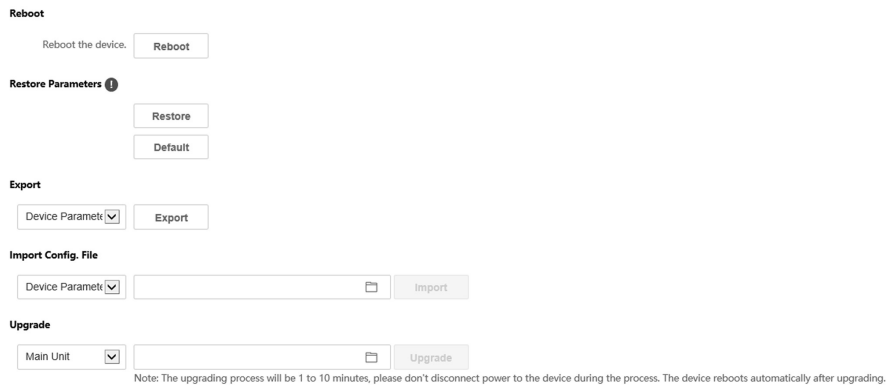 Reboot
Reboot the device. Reboot
Restore Parameters !
Restore
Default
Export
Device Paramete Export
Import Config. File
Device Paramete Import
Upgrade
Main Unit Upgrade
Note: The upgrading process will be 1 to 10 minutes, please don't disconnect power to the device during the process. The device reboots automatically after upgrading.